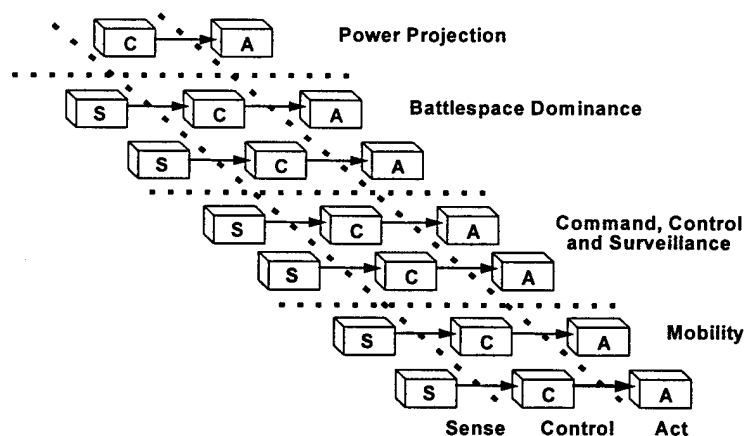 C A Power Projection
S C A Battlespace Dominance
S C A
S C A Command, Control
and Surveillance
S C A
S C A Mobility
S C A
Sense Control Act